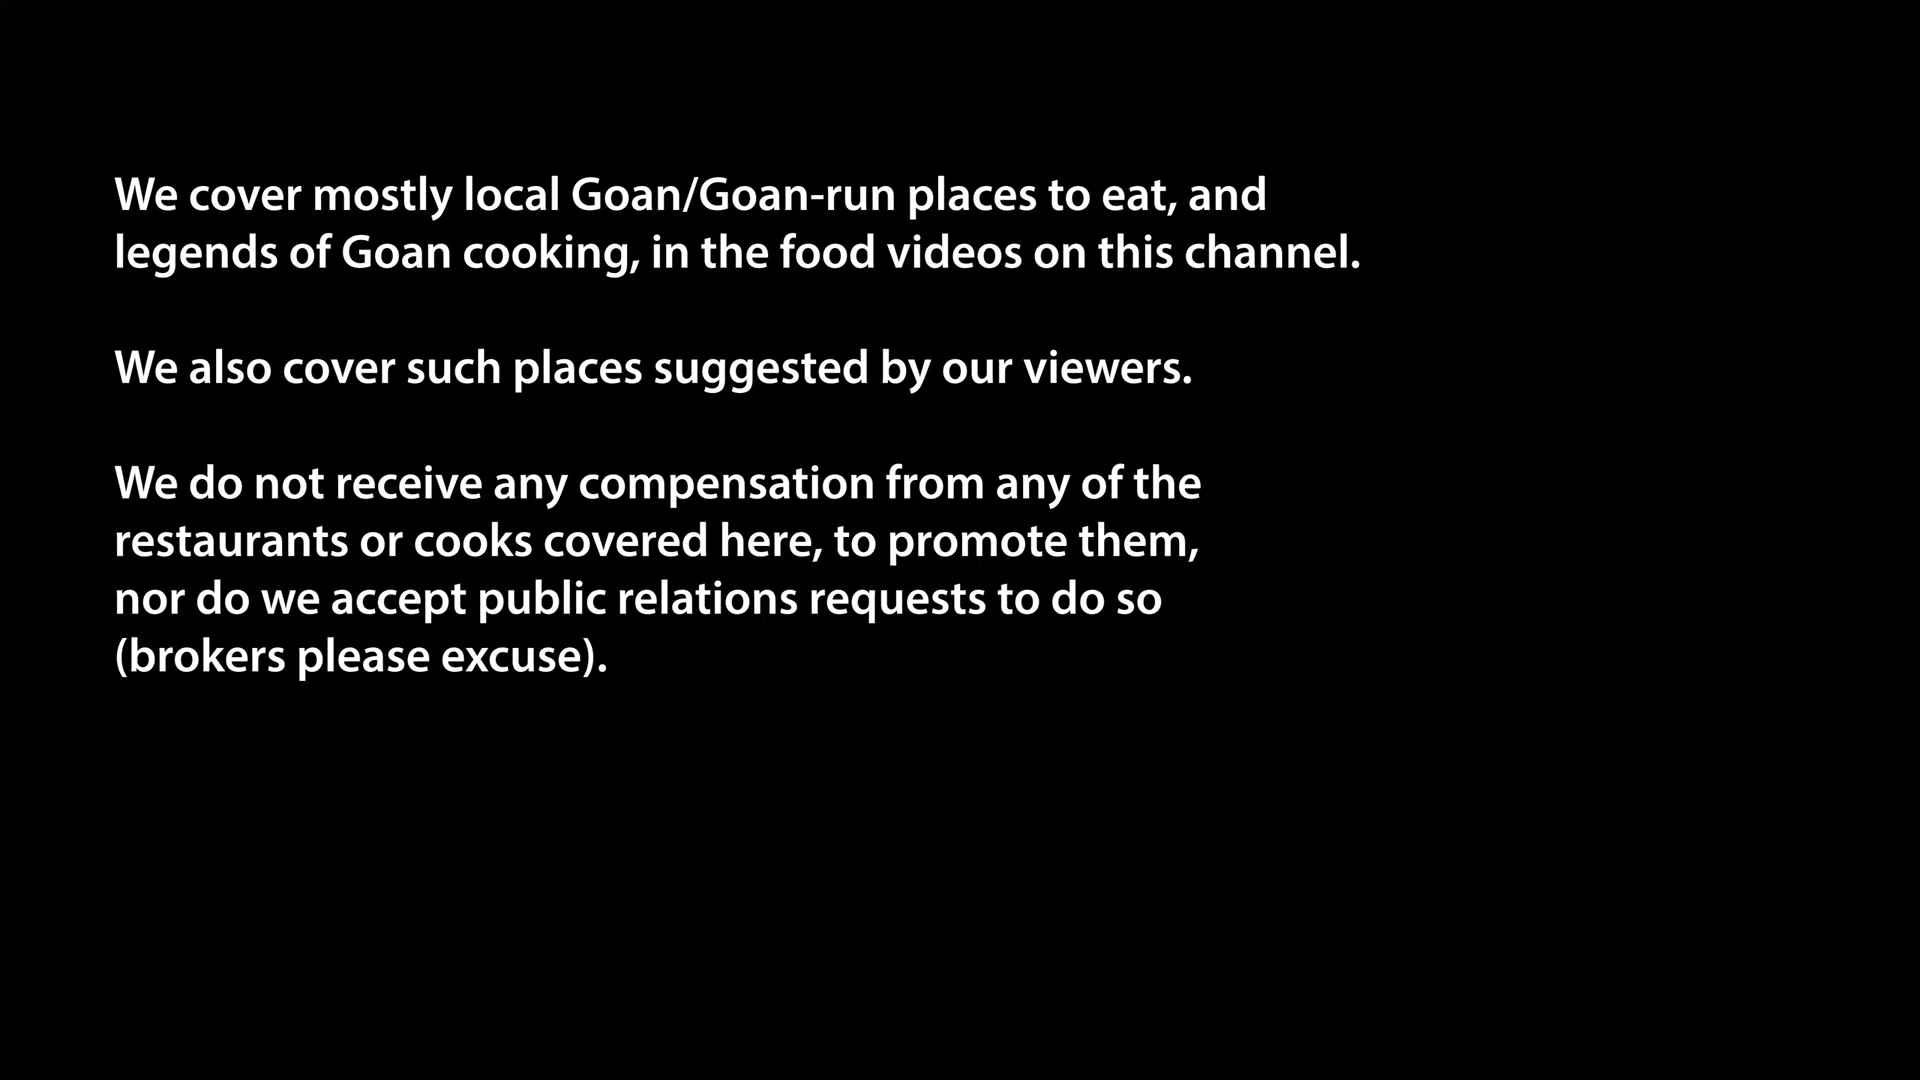 We cover mostly local Goan/Goan-run places to eat, and
legends of Goan cooking, in the food videos on this channel.
We also cover such places suggested by our viewers.
We do not receive any compensation from any of the
restaurants or cooks covered here, to promote them,
nor do we accept public relations requests to do so
(brokers please excuse).